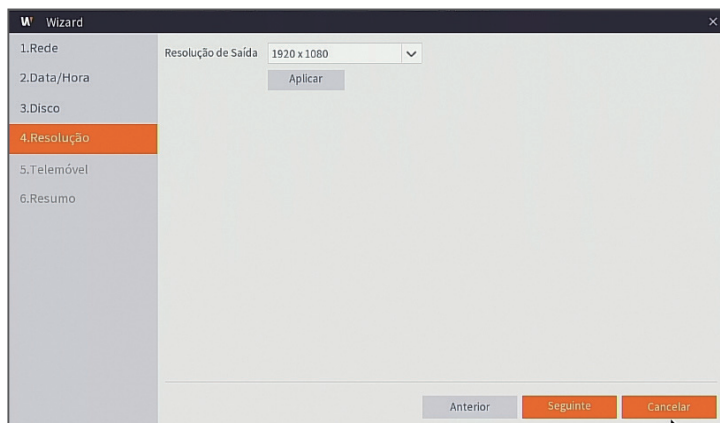 Wizard
1.Rede
2.Data/Hora
3.Disco
4.Resolução
5.Telemóvel
6.Resumo
Resolução de Saída 1920 x 1080
Aplicar
Anterior Seguinte Cancelar